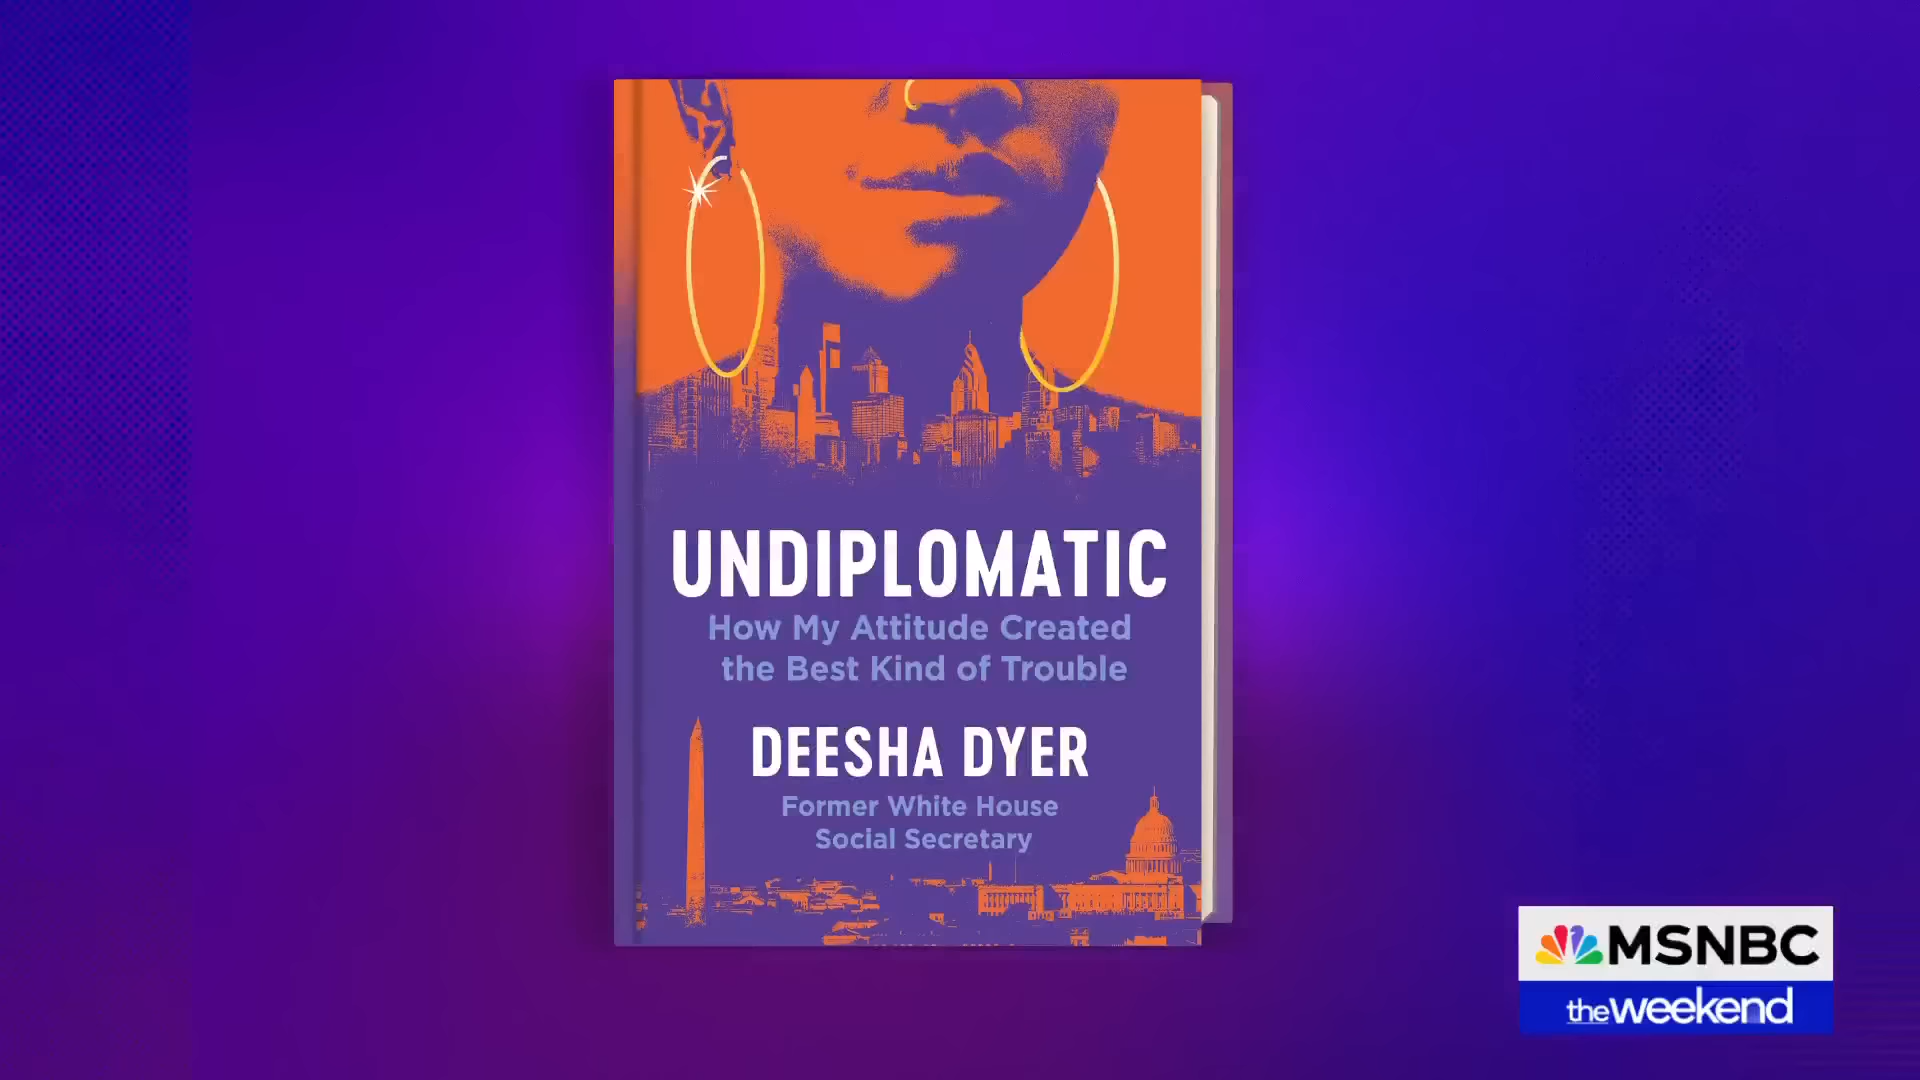 UNDIPLOMATIC
How My Attitude Created
the Best Kind of Trouble
DEESHA DYER
Former White House
Social Secretary
MSNBC
theweekend